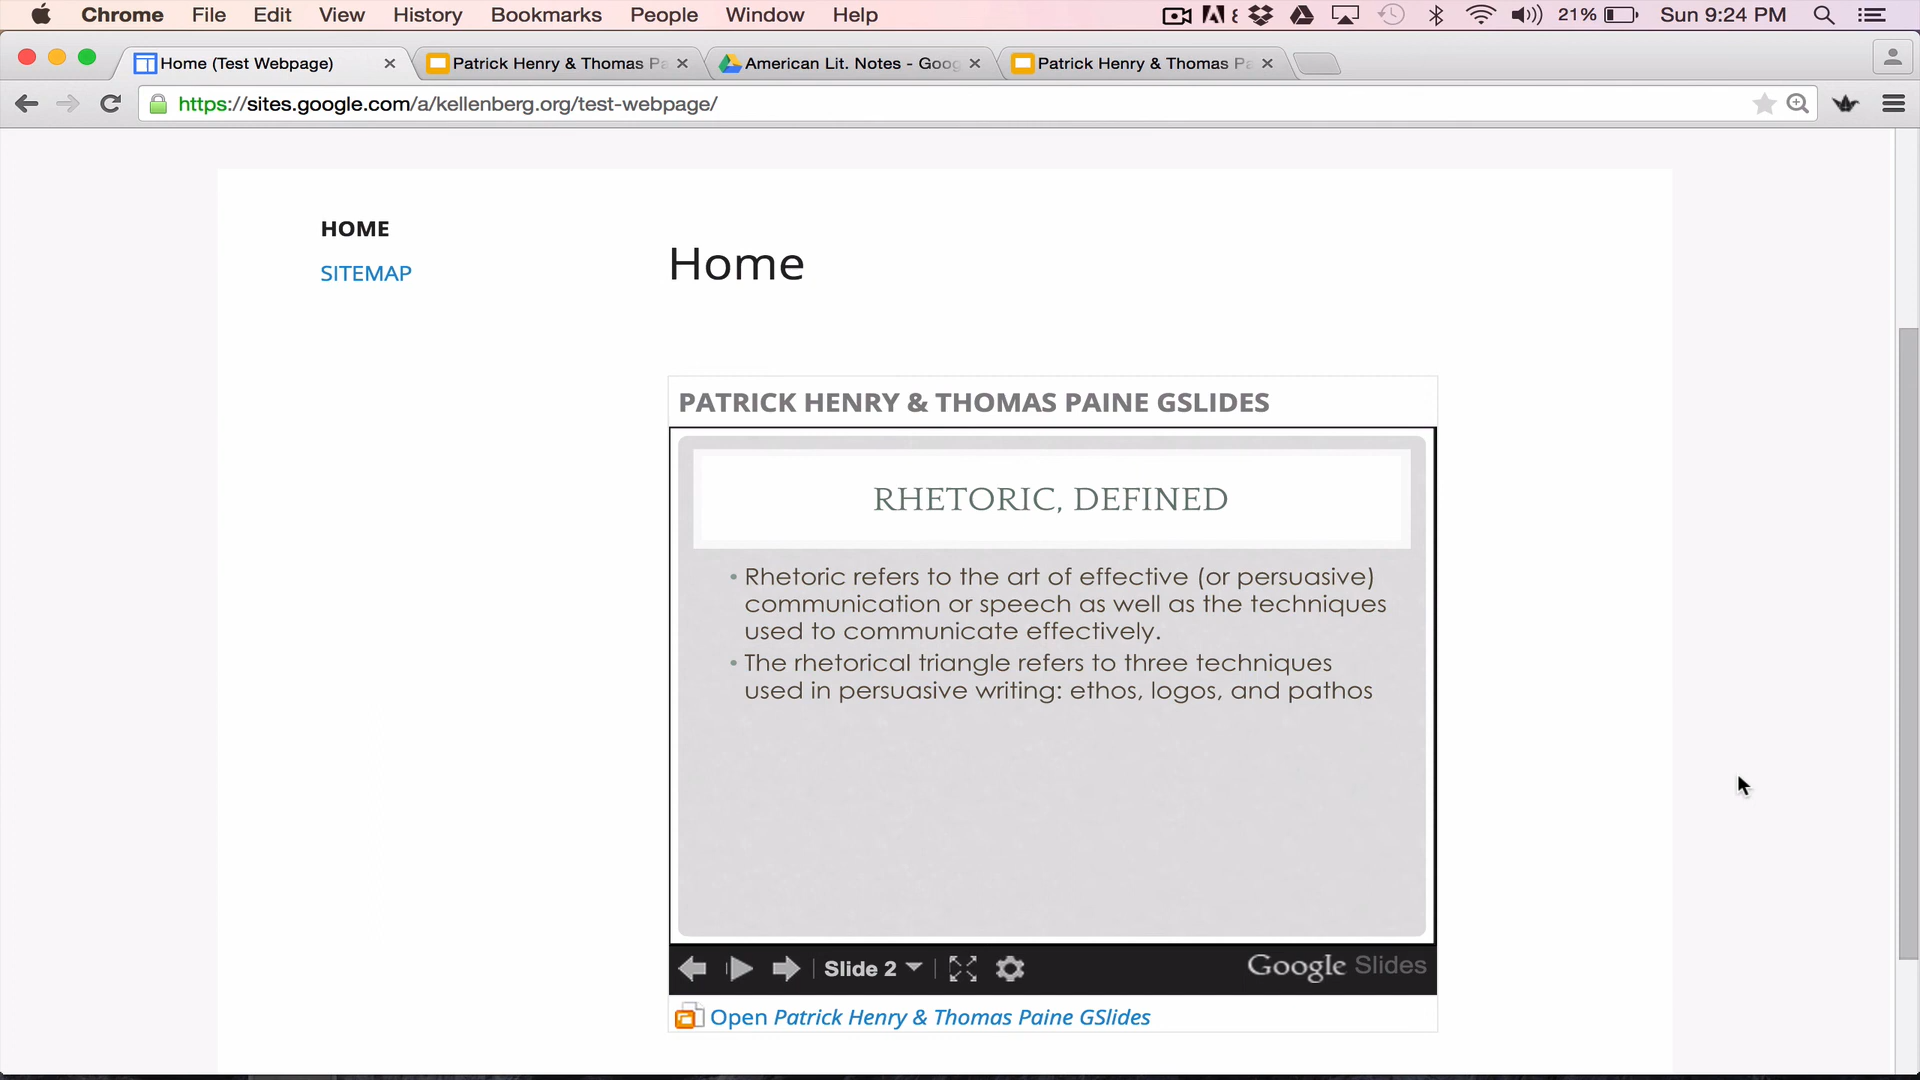 Chrome File Edit View History Bookmarks People Window Help 21% Sun 9:24 PM
Home (Test Webpage) Patrick Henry & Thomas Pa American Lit. Notes - Goog Patrick Henry & Thomas Pa
https://sites.google.com/a/kellenberg.org/test-webpage/
HOME
SITEMAP
Home
PATRICK HENRY & THOMAS PAINE GSLIDES
RHETORIC, DEFINED
• Rhetoric refers to the art of effective (or persuasive)
communication or speech as well as the techniques
used to communicate effectively.
• The rhetorical triangle refers to three techniques
used in persuasive writing: ethos, logos, and pathos
Slide 2 Google Slides
Open Patrick Henry & Thomas Paine GSlides